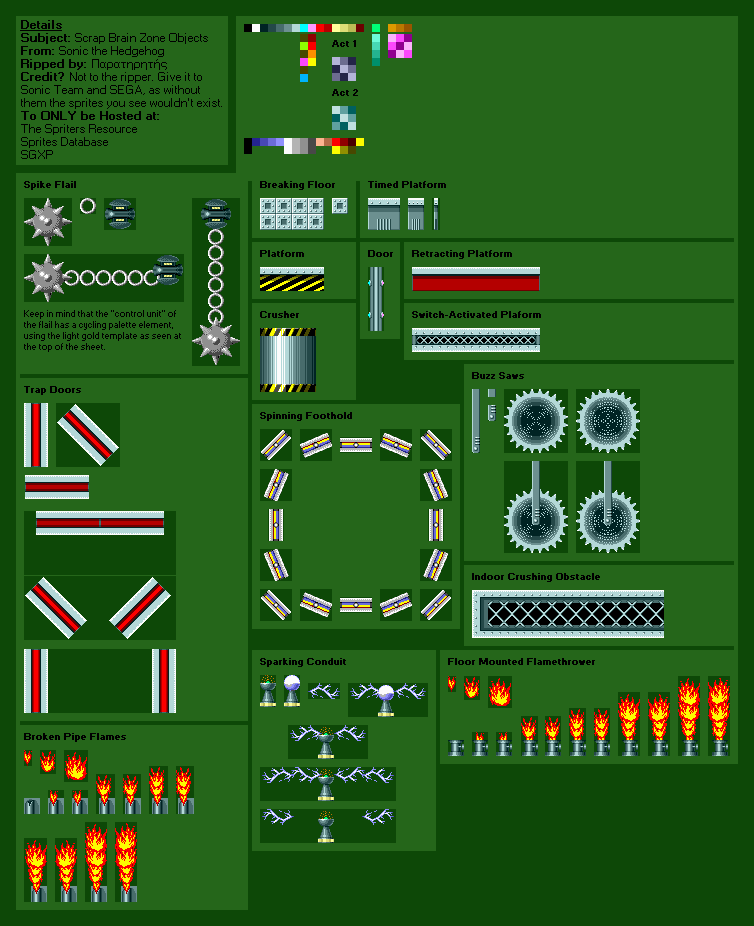 Details
Subject: Scrap Brain Zone Objects
From: Sonic the Hedgehog
Ripped by: Παρατηρητής
Credit? Not to the ripper. Give it to
Sonic Team and SEGA, as without
them the sprites you see wouldn't exist.
To ONLY be Hosted at:
The Spriters Resource
Sprites Database
SGXP
Act 1
Act 2
Spike Flail
Keep in mind that the "control unit" of
the flail has a cycling palette element,
using the light gold template as seen at
the top of the sheet.
Breaking Floor
Timed Platform
Platform
Door
Retracting Platform
Crusher
Switch-Activated Plaform
Trap Doors
Spinning Foothold
Buzz Saws
Indoor Crushing Obstacle
Sparking Conduit
Floor Mounted Flamethrower
Broken Pipe Flames